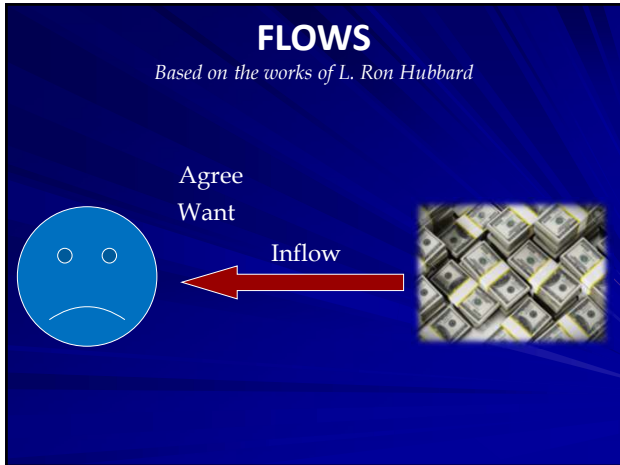 FLOWS
Based on the works of L. Ron Hubbard
Agree
Want
Inflow